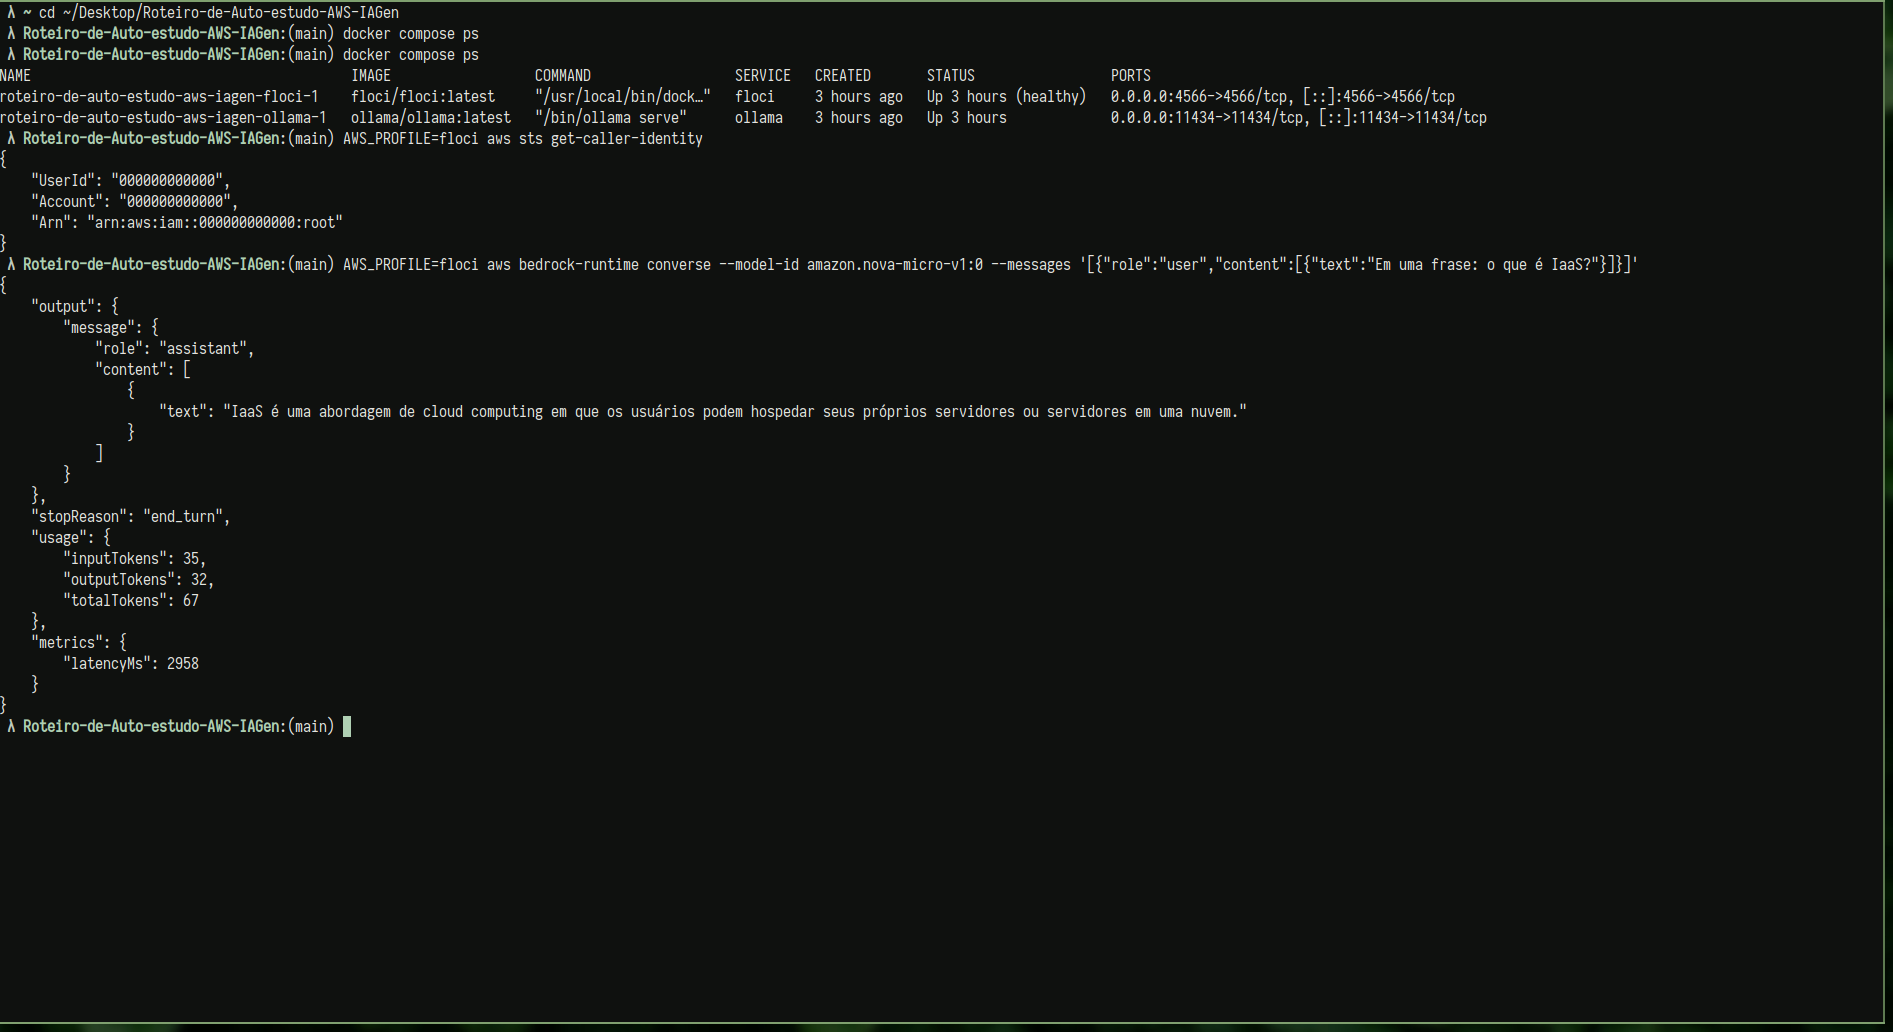 λ ~ cd ~/Desktop/Roteiro-de-Auto-estudo-AWS-IAGen
λ Roteiro-de-Auto-estudo-AWS-IAGen:(main) docker compose ps
λ Roteiro-de-Auto-estudo-AWS-IAGen:(main) docker compose ps
NAME IMAGE COMMAND SERVICE CREATED STATUS PORTS
roteiro-de-auto-estudo-aws-iagen-floci-1 floci/floci:latest "/usr/local/bin/dock…" floci 3 hours ago Up 3 hours (healthy) 0.0.0.0:4566->4566/tcp, [::]:4566->4566/tcp
roteiro-de-auto-estudo-aws-iagen-ollama-1 ollama/ollama:latest "/bin/ollama serve" ollama 3 hours ago Up 3 hours 0.0.0.0:11434->11434/tcp, [::]:11434->11434/tcp
λ Roteiro-de-Auto-estudo-AWS-IAGen:(main) AWS_PROFILE=floci aws sts get-caller-identity
{
    "UserId": "000000000000",
    "Account": "000000000000",
    "Arn": "arn:aws:iam::000000000000:root"
}
λ Roteiro-de-Auto-estudo-AWS-IAGen:(main) AWS_PROFILE=floci aws bedrock-runtime converse --model-id amazon.nova-micro-v1:0 --messages '[{"role":"user","content":[{"text":"Em uma frase: o que é IaaS?"}]}]'
{
    "output": {
        "message": {
            "role": "assistant",
            "content": [
                {
                    "text": "IaaS é uma abordagem de cloud computing em que os usuários podem hospedar seus próprios servidores ou servidores em uma nuvem."
                }
            ]
        }
    },
    "stopReason": "end_turn",
    "usage": {
        "inputTokens": 35,
        "outputTokens": 32,
        "totalTokens": 67
    },
    "metrics": {
        "latencyMs": 2958
    }
}
λ Roteiro-de-Auto-estudo-AWS-IAGen:(main)